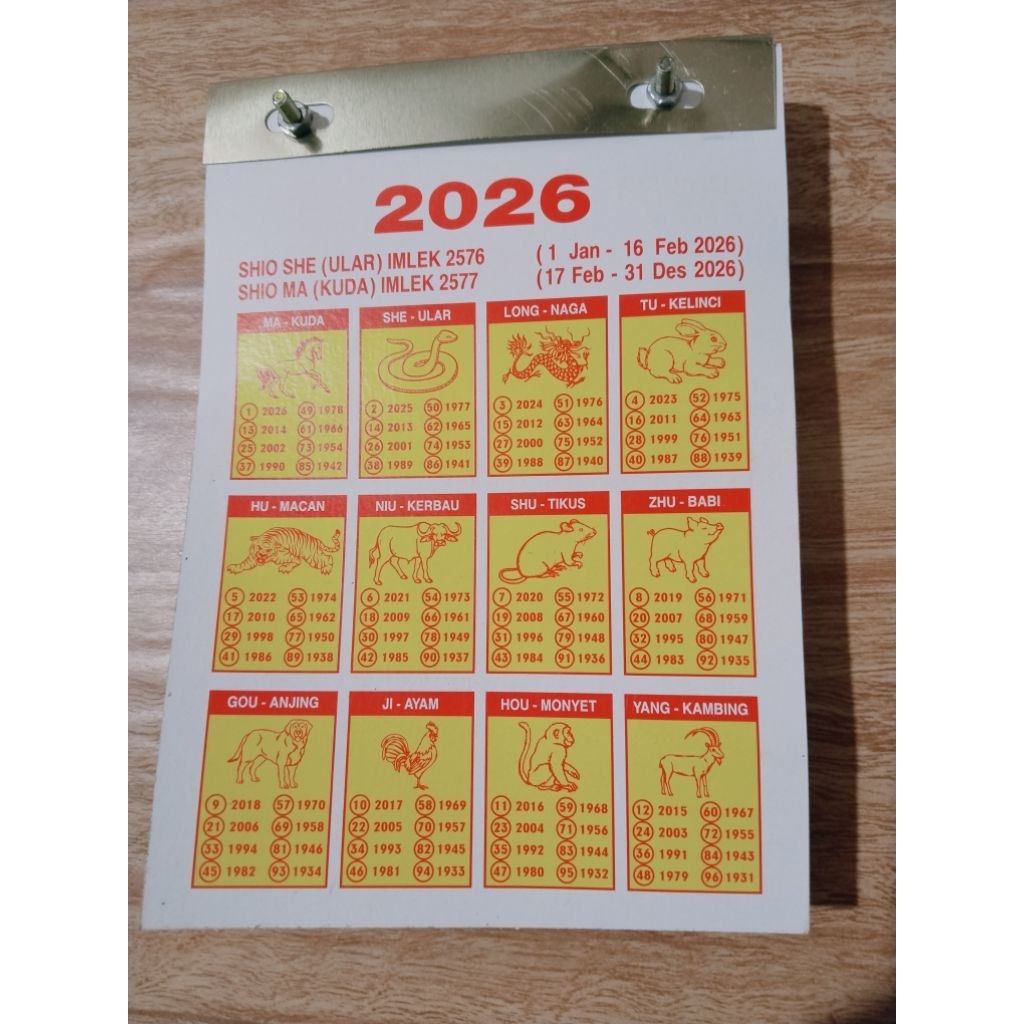 2026
SHIO SHE (ULAR) IMLEK 2576 (1 Jan - 16 Feb 2026)
SHIO MA (KUDA) IMLEK 2577 (17 Feb - 31 Des 2026)
MA - KUDA
1 2026 49 1978
13 2014 61 1966
25 2002 73 1954
37 1990 85 1942
SHE - ULAR
2 2025 50 1977
14 2013 62 1965
26 2001 74 1953
38 1989 86 1941
LONG - NAGA
3 2024 51 1976
15 2012 63 1964
27 2000 75 1952
39 1988 87 1940
TU - KELINCI
4 2023 52 1975
16 2011 64 1963
28 1999 76 1951
40 1987 88 1939
HU - MACAN
5 2022 53 1974
17 2010 65 1962
29 1998 77 1950
41 1986 89 1938
NIU - KERBAU
6 2021 54 1973
18 2009 66 1961
30 1997 78 1949
42 1985 90 1937
SHU - TIKUS
7 2020 55 1972
19 2008 67 1960
31 1996 79 1948
43 1984 91 1936
ZHU - BABI
8 2019 56 1971
20 2007 68 1959
32 1995 80 1947
44 1983 92 1935
GOU - ANJING
9 2018 57 1970
21 2006 69 1958
33 1994 81 1946
45 1982 93 1934
JI - AYAM
10 2017 58 1969
22 2005 70 1957
34 1993 82 1945
46 1981 94 1933
HOU - MONYET
11 2016 59 1968
23 2004 71 1956
35 1992 83 1944
47 1980 95 1932
YANG - KAMBING
12 2015 60 1967
24 2003 72 1955
36 1991 84 1943
48 1979 96 1931